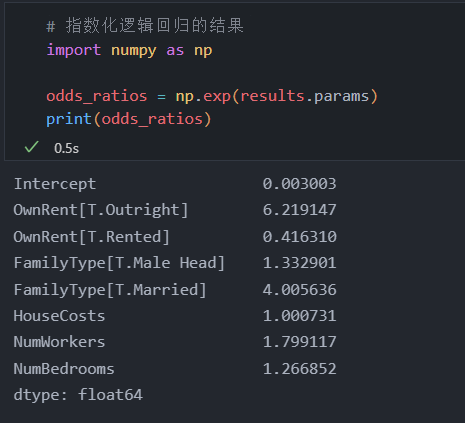 # 指数化逻辑回归的结果
import numpy as np
odds_ratios = np.exp(results.params)
print(odds_ratios)
0.5s
Intercept 0.003003
OwnRent[T.Outright] 6.219147
OwnRent[T.Rented] 0.416310
FamilyType[T.Male Head] 1.332901
FamilyType[T.Married] 4.005636
HouseCosts 1.000731
NumWorkers 1.799117
NumBedrooms 1.266852
dtype: float64